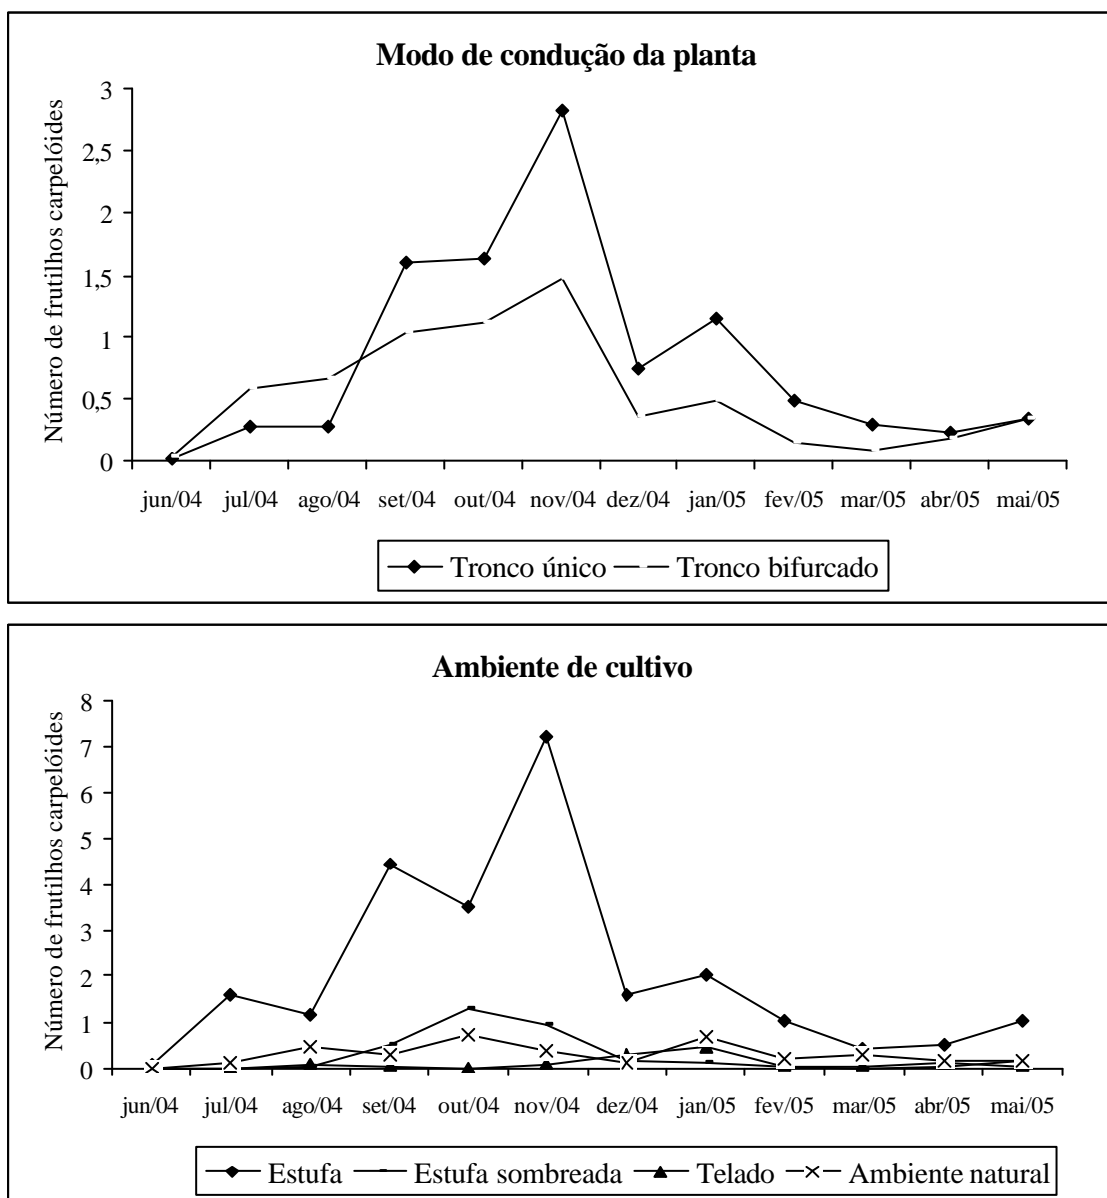 Modo de condução da planta
Número de frutilhos carpelóides
3
2,5
2
1,5
1
0,5
0
jun/04 jul/04 ago/04 set/04 out/04 nov/04 dez/04 jan/05 fev/05 mar/05 abr/05 mai/05
Tronco único Tronco bifurcado
Ambiente de cultivo
Número de frutilhos carpelóides
8
7
6
5
4
3
2
1
0
jun/04 jul/04 ago/04 set/04 out/04 nov/04 dez/04 jan/05 fev/05 mar/05 abr/05 mai/05
Estufa Estufa sombreada Telado Ambiente natural